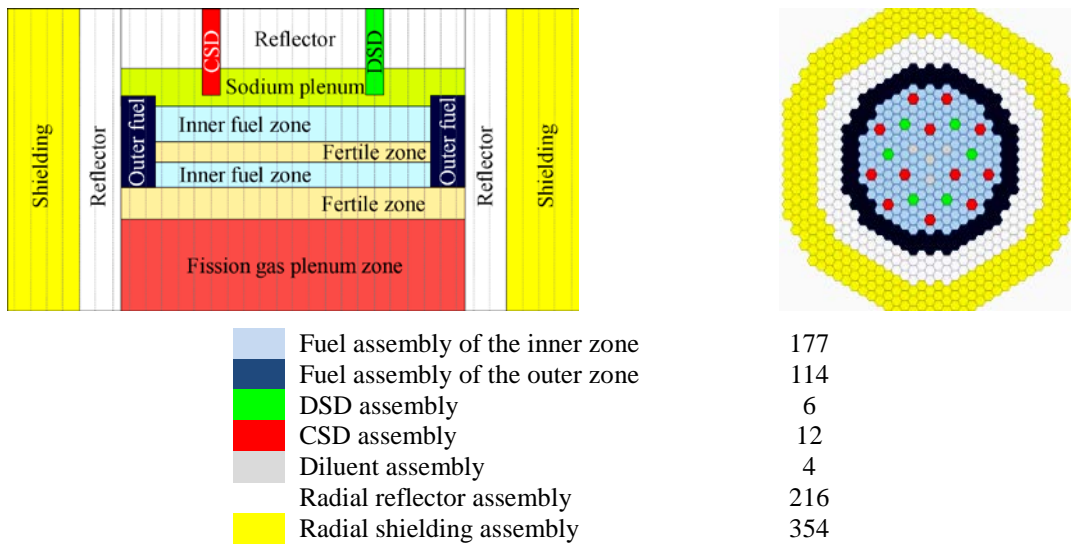 CSD
Reflector
DSD
Sodium plenum
Shielding
Reflector
Outer fuel
Inner fuel zone
Fertile zone
Inner fuel zone
Fertile zone
Fission gas plenum zone
Outer fuel
Reflector
Shielding
Fuel assembly of the inner zone 177
Fuel assembly of the outer zone 114
DSD assembly 6
CSD assembly 12
Diluent assembly 4
Radial reflector assembly 216
Radial shielding assembly 354